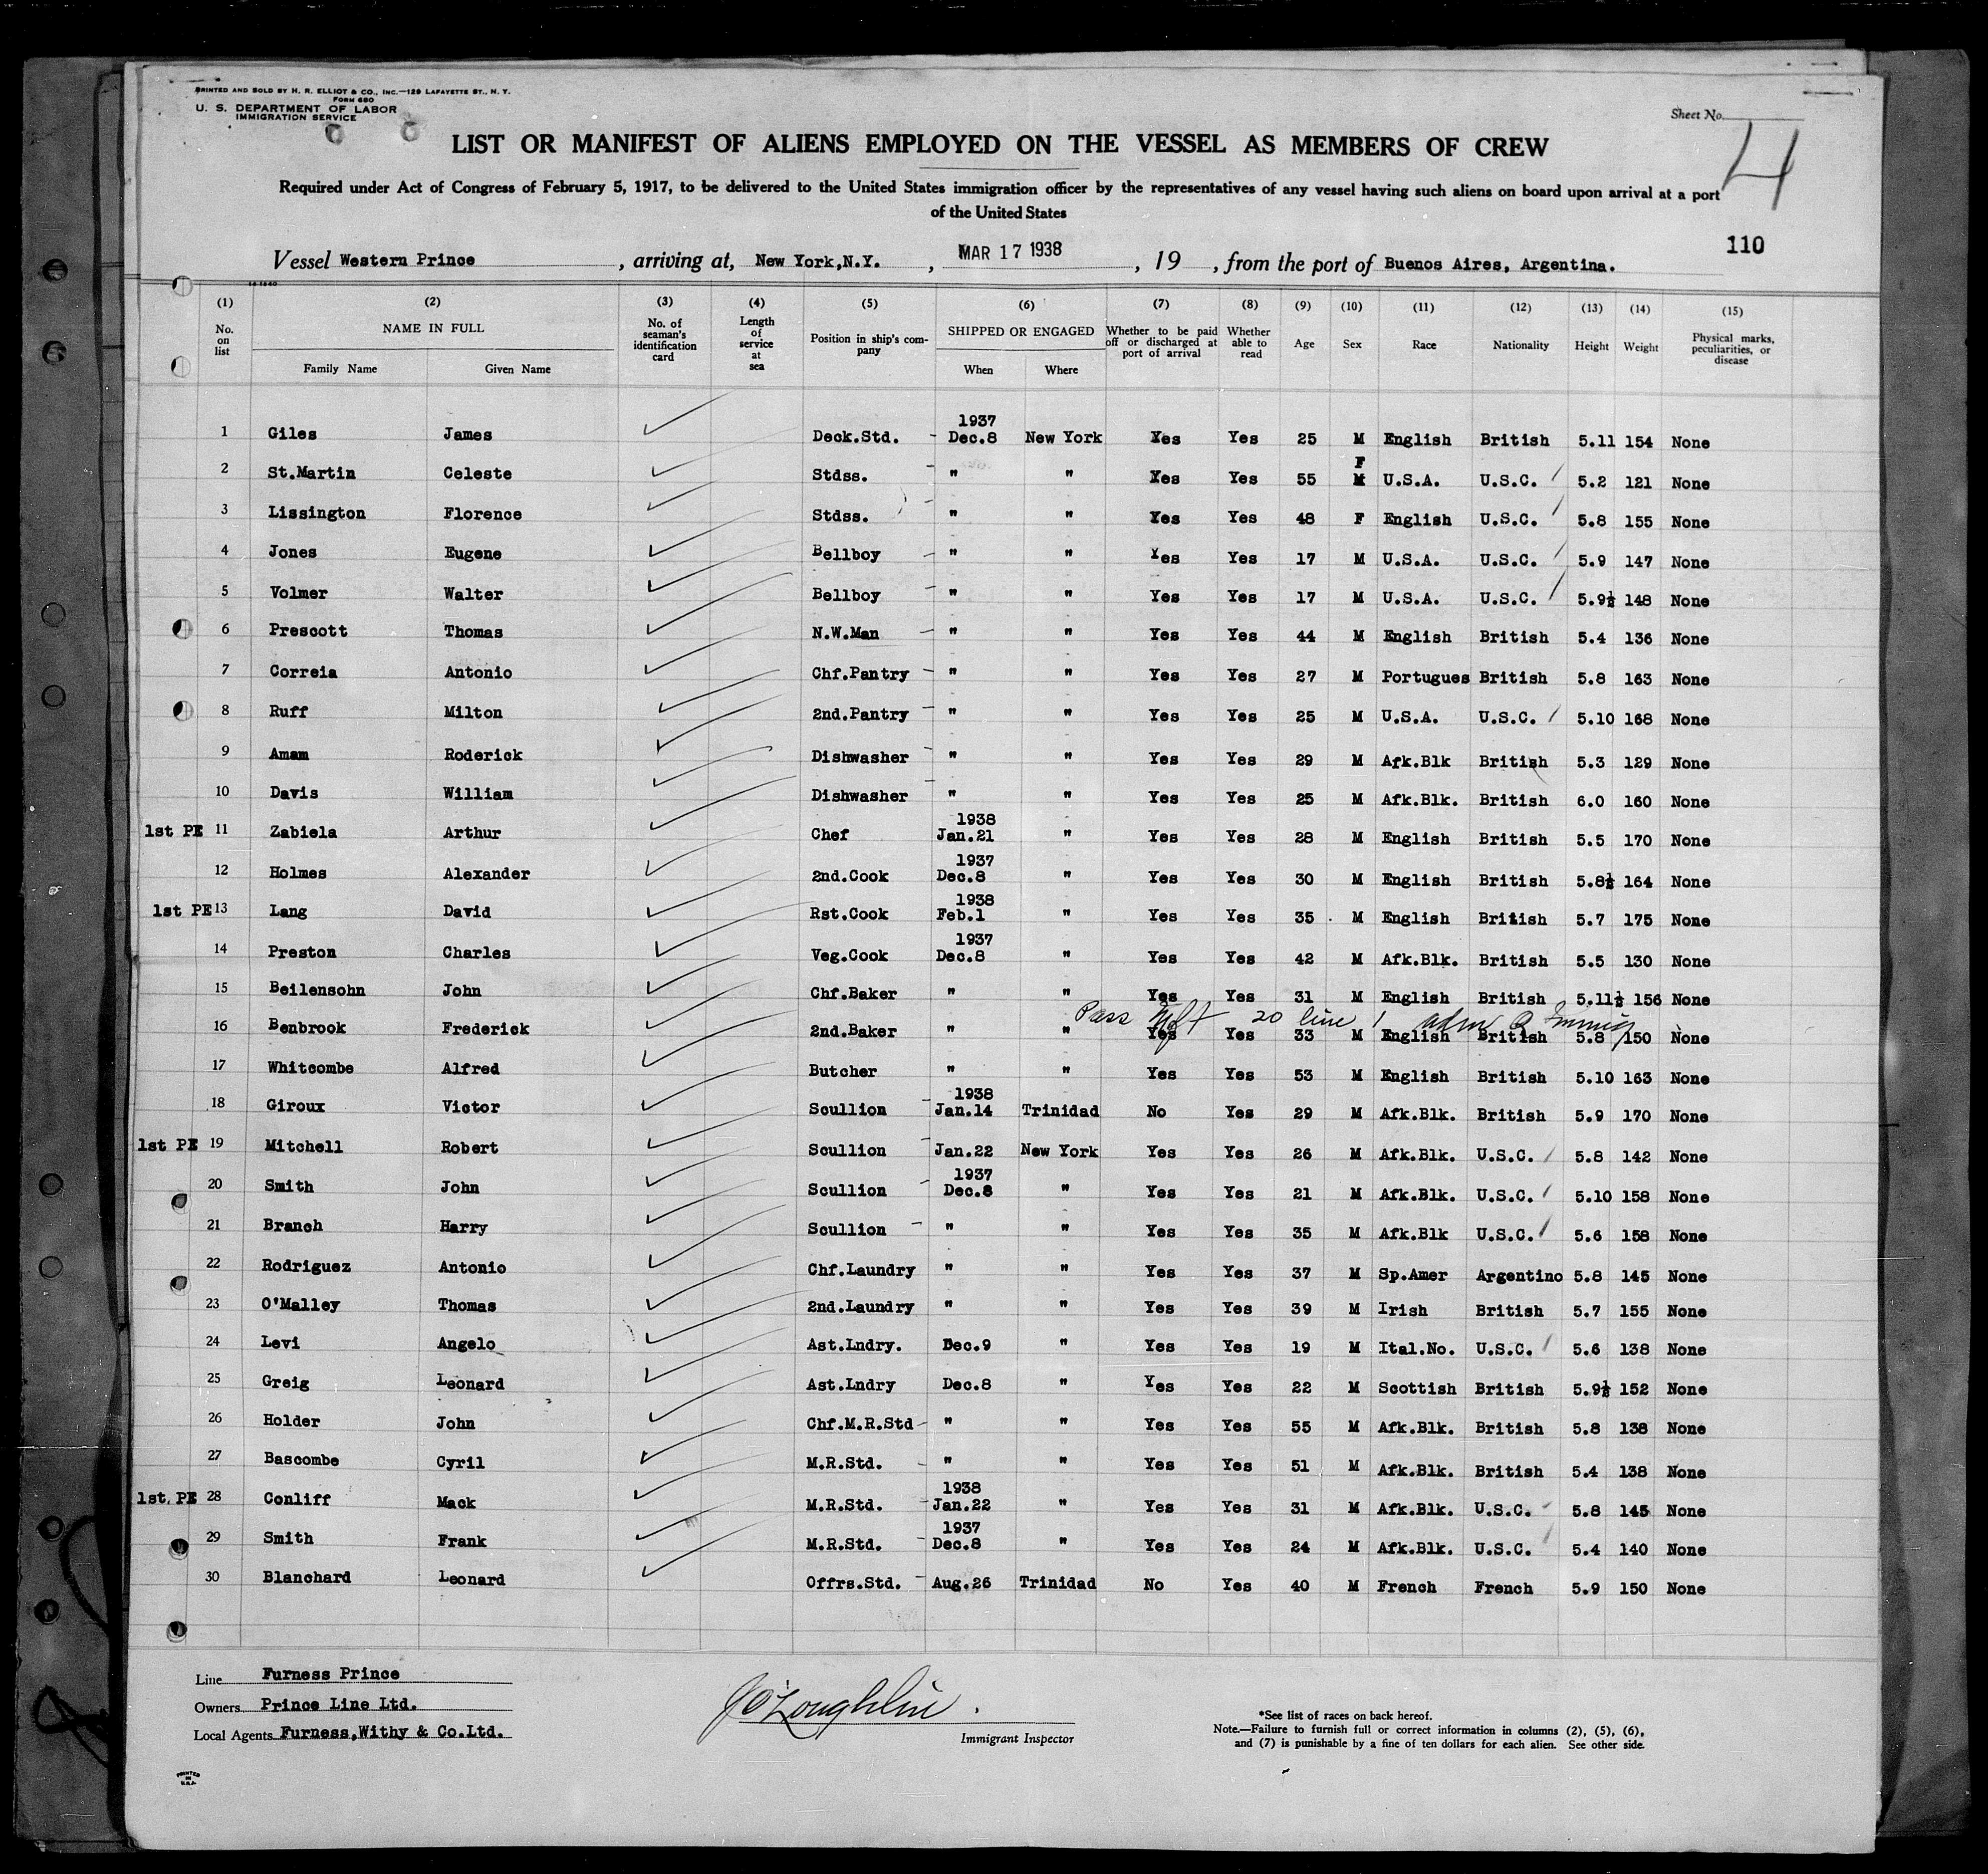 PRINTED AND SOLD BY H. R. ELLIOT & CO., INC.—129 LAFAYETTE ST., N. Y.
FORM 680
U. S. DEPARTMENT OF LABOR
IMMIGRATION SERVICE
Sheet No. 4
LIST OR MANIFEST OF ALIENS EMPLOYED ON THE VESSEL AS MEMBERS OF CREW
Required under Act of Congress of February 5, 1917, to be delivered to the United States immigration officer by the representatives of any vessel having such aliens on board upon arrival at a port
of the United States
110
Vessel Western Prince, arriving at, New York,N.Y., MAR 17 1938, 19, from the port of Buenos Aires, Argentina.
(1) (2) (3) (4) (5) (6) (7) (8) (9) (10) (11) (12) (13) (14) (15)
No. on list NAME IN FULL Family Name Given Name No. of seaman's identification card Length of service at sea Position in ship's company SHIPPED OR ENGAGED When Where Whether to be paid off or discharged at port of arrival Whether able to read Age Sex Race Nationality Height Weight Physical marks, peculiarities, or disease
1 Giles James Deck.Std. 1937 Dec.8 New York Yes Yes 25 M English British 5.11 154 None
2 St.Martin Celeste Stdss. " " Yes Yes 55 F M U.S.A. U.S.C. 5.2 121 None
3 Lissington Florence Stdss. " " Yes Yes 48 F English U.S.C. 5.8 155 None
4 Jones Eugene Bellboy " " Yes Yes 17 M U.S.A. U.S.C. 5.9 147 None
5 Volmer Walter Bellboy " " Yes Yes 17 M U.S.A. U.S.C. 5.9½ 148 None
6 Prescott Thomas N.W.Man " " Yes Yes 44 M English British 5.4 136 None
7 Correia Antonio Chf.Pantry " " Yes Yes 27 M Portugues British 5.8 163 None
8 Ruff Milton 2nd.Pantry " " Yes Yes 25 M U.S.A. U.S.C. 5.10 168 None
9 Amam Roderick Dishwasher " " Yes Yes 29 M Afk.Blk British 5.3 129 None
10 Davis William Dishwasher " " Yes Yes 25 M Afk.Blk. British 6.0 160 None
1st PE 11 Zabiela Arthur Chef 1938 Jan.21 " Yes Yes 28 M English British 5.5 170 None
12 Holmes Alexander 2nd.Cook 1937 Dec.8 " Yes Yes 30 M English British 5.8½ 164 None
1st PE 13 Lang David Rst.Cook 1938 Feb.1 " Yes Yes 35 M English British 5.7 175 None
14 Preston Charles Veg.Cook 1937 Dec.8 " Yes Yes 42 M Afk.Blk. British 5.5 130 None
15 Beilensohn John Chf.Baker " " Yes Yes 31 M English British 5.11½ 156 None
Pass Mft 20 line 1
16 Benbrook Frederick 2nd.Baker " " Yes Yes 33 M English British 5.8 150 None
17 Whitcombe Alfred Butcher " " Yes Yes 53 M English British 5.10 163 None
18 Giroux Victor Scullion 1938 Jan.14 Trinidad No Yes 29 M Afk.Blk. British 5.9 170 None
1st PE 19 Mitchell Robert Scullion Jan.22 New York Yes Yes 26 M Afk.Blk. U.S.C. 5.8 142 None
20 Smith John Scullion 1937 Dec.8 " Yes Yes 21 M Afk.Blk. U.S.C. 5.10 158 None
21 Branch Harry Scullion " " Yes Yes 35 M Afk.Blk U.S.C. 5.6 158 None
22 Rodriguez Antonio Chf.Laundry " " Yes Yes 37 M Sp.Amer Argentino 5.8 145 None
23 O'Malley Thomas 2nd.Laundry " " Yes Yes 39 M Irish British 5.7 155 None
24 Levi Angelo Ast.Lndry. Dec.9 " Yes Yes 19 M Ital.No. U.S.C. 5.6 138 None
25 Greig Leonard Ast.Lndry Dec.8 " Yes Yes 22 M Scottish British 5.9½ 152 None
26 Holder John Chf.M.R.Std " " Yes Yes 55 M Afk.Blk. British 5.8 138 None
27 Bascombe Cyril M.R.Std. " " Yes Yes 51 M Afk.Blk. British 5.4 138 None
1st. PE 28 Conliff Mack M.R.Std. 1938 Jan.22 " Yes Yes 31 M Afk.Blk. U.S.C. 5.8 145 None
29 Smith Frank M.R.Std. 1937 Dec.8 " Yes Yes 24 M Afk.Blk. U.S.C. 5.4 140 None
30 Blanchard Leonard Offrs.Std. Aug.26 Trinidad No Yes 40 M French French 5.9 150 None
Line Furness Prince
Owners Prince Line Ltd.
Local Agents Furness,Withy & Co.Ltd.
JO'Loughlin.
Immigrant Inspector
*See list of races on back hereof.
Note.—Failure to furnish full or correct information in columns (2), (5), (6),
and (7) is punishable by a fine of ten dollars for each alien. See other side.
PRINTED IN U.S.A.